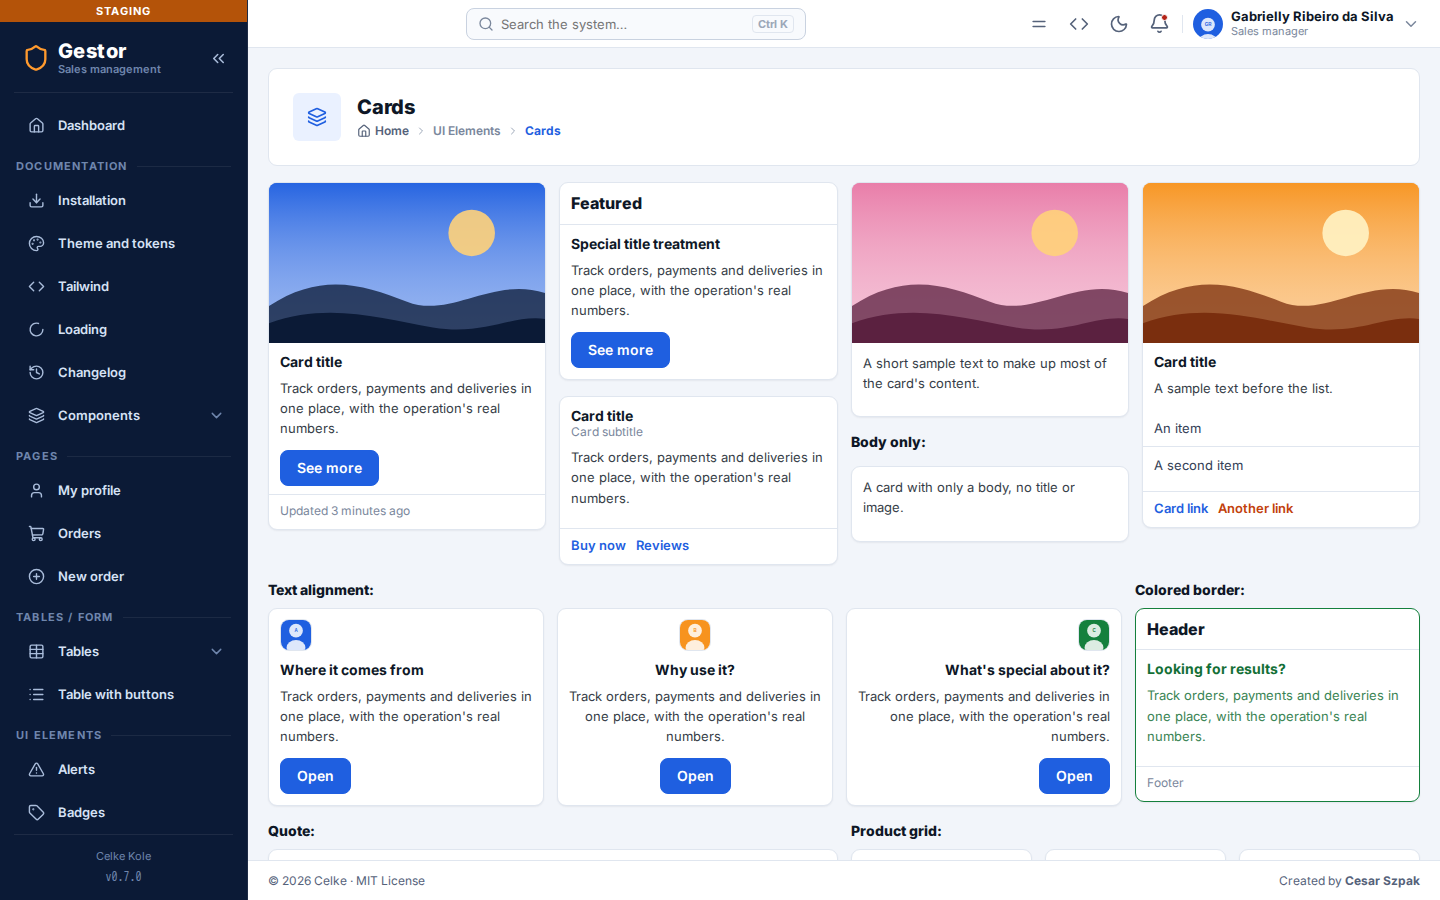 STAGING
Gestor
Sales management
Dashboard
DOCUMENTATION
Installation
Theme and tokens
Tailwind
Loading
Changelog
Components
PAGES
My profile
Orders
New order
TABLES / FORM
Tables
Table with buttons
UI ELEMENTS
Alerts
Badges
Celke Kole
v0.7.0
Search the system...
Ctrl K
Gabrielly Ribeiro da Silva
Sales manager
Cards
Home
UI Elements
Cards
Card title
Track orders, payments and deliveries in
one place, with the operation's real
numbers.
See more
Updated 3 minutes ago
Featured
Special title treatment
Track orders, payments and deliveries in
one place, with the operation's real
numbers.
See more
Card title
Card subtitle
Track orders, payments and deliveries in
one place, with the operation's real
numbers.
Buy now Reviews
A short sample text to make up most of
the card's content.
Body only:
A card with only a body, no title or
image.
Card title
A sample text before the list.
An item
A second item
Card link Another link
Text alignment:
Where it comes from
Track orders, payments and deliveries in
one place, with the operation's real
numbers.
Open
Why use it?
Track orders, payments and deliveries in
one place, with the operation's real
numbers.
Open
What's special about it?
Track orders, payments and deliveries in
one place, with the operation's real
numbers.
Open
Colored border:
Header
Looking for results?
Track orders, payments and deliveries in
one place, with the operation's real
numbers.
Footer
Quote:
Product grid:
© 2026 Celke · MIT License
Created by Cesar Szpak